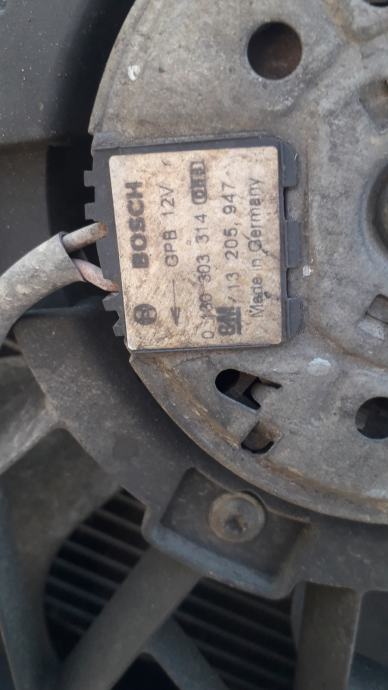 BOSCH
GPB 12V
0 130 303 314
GM /13 205 947
Made in Germany